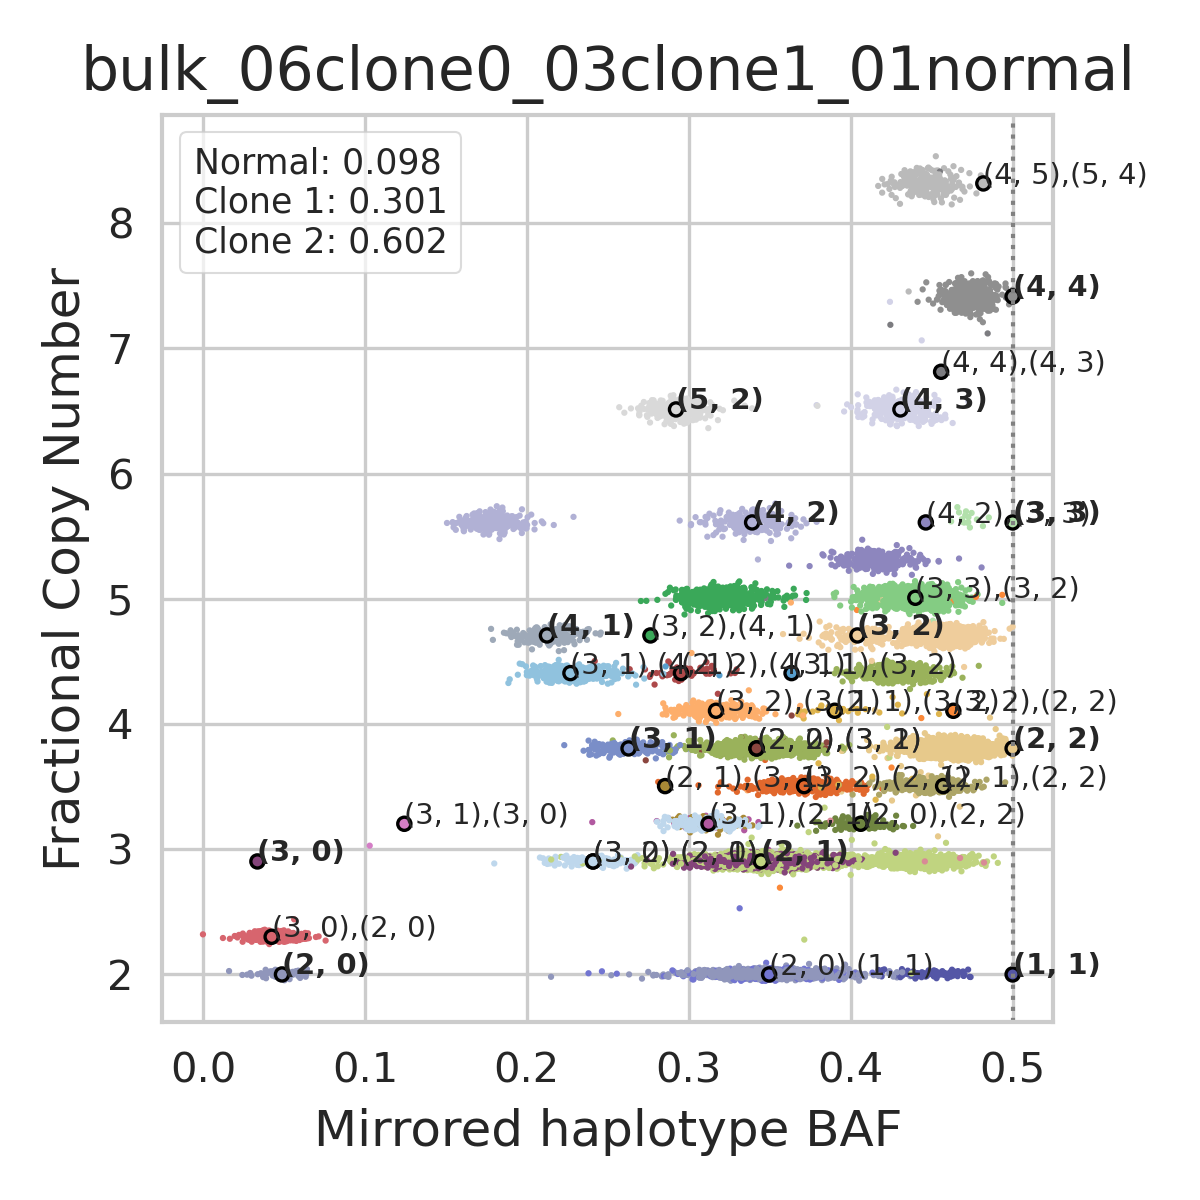 bulk_06clone0_03clone1_01normal
Normal: 0.098
Clone 1: 0.301
Clone 2: 0.602
(4, 5),(5, 4)
(4, 4)
(4, 4),(4, 3)
(5, 2)
(4, 3)
(4, 2)
(3, 3)
(3, 3),(3, 2)
(4, 1)
(3, 2),(4, 1)
(3, 2)
(3, 1)
(2, 2)
(3, 1),(3, 0)
(2, 0),(2, 2)
(3, 0)
(2, 1)
(3, 0),(2, 0)
(2, 0)
(2, 0),(1, 1)
(1, 1)
8
7
6
5
4
3
2
0.0
0.1
0.2
0.3
0.4
0.5
Fractional Copy Number
Mirrored haplotype BAF